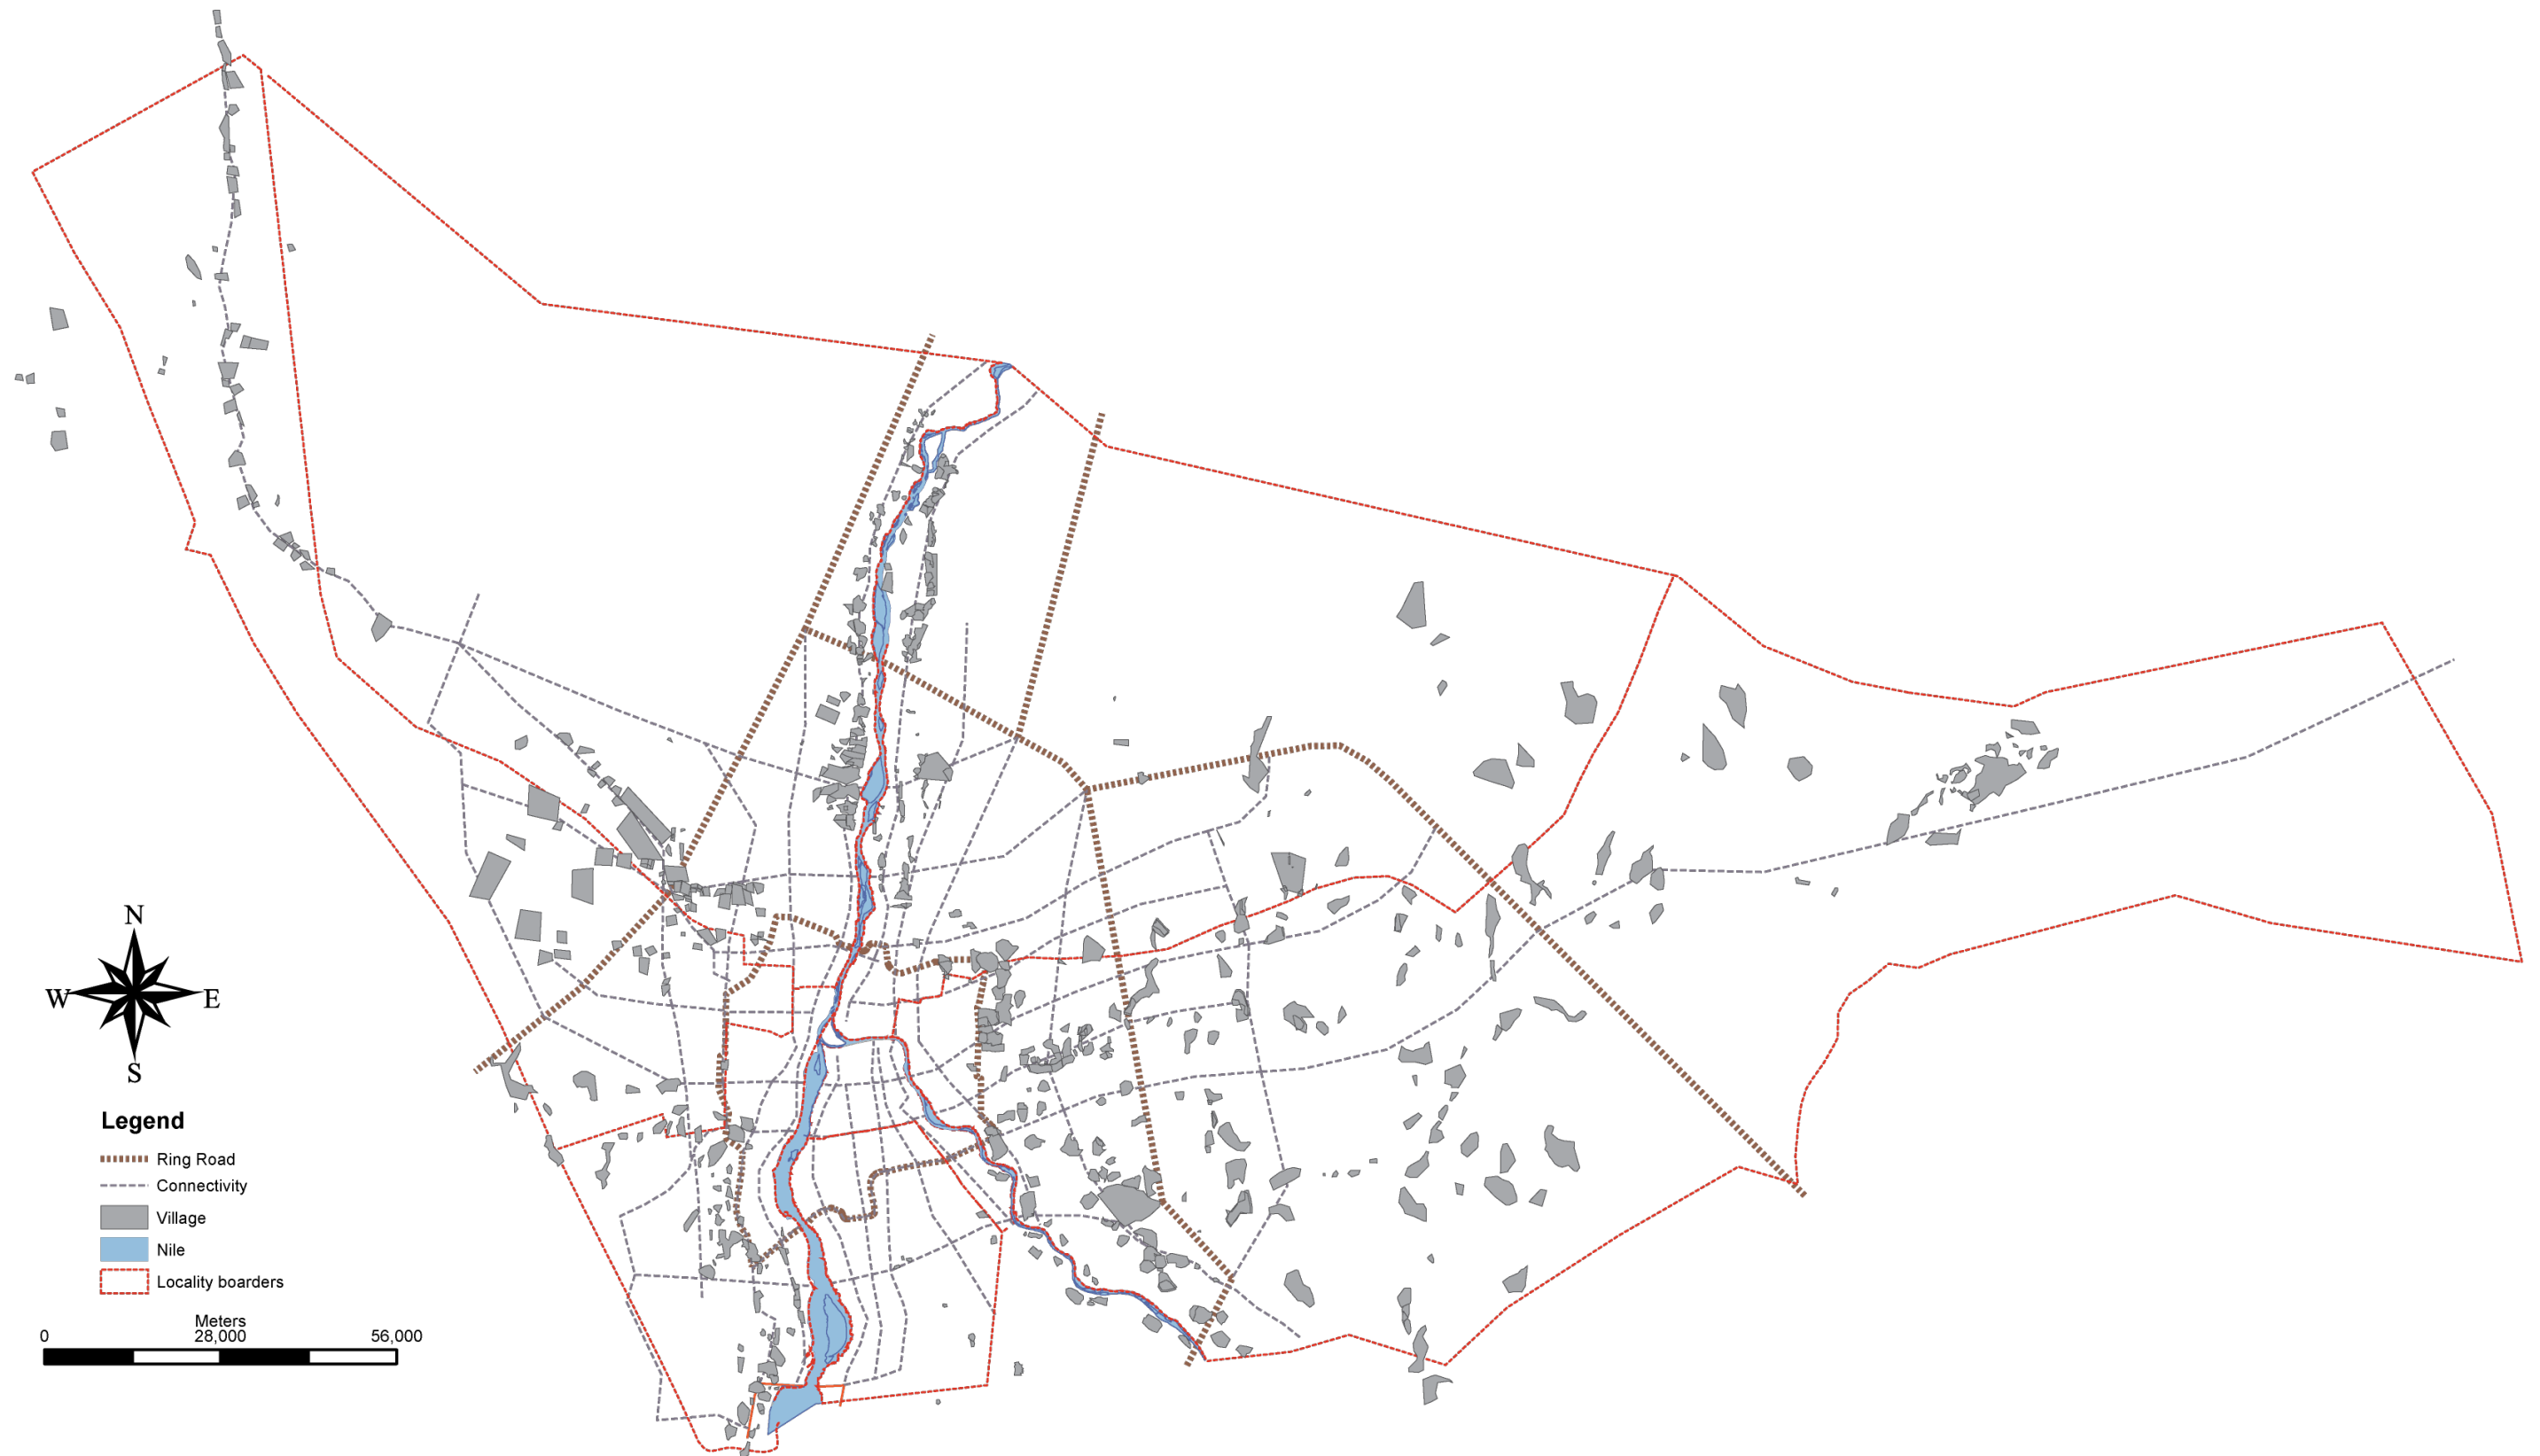 N
W E
S
Legend
Ring Road
Connectivity
Village
Nile
Locality boarders
Meters
0 28,000 56,000